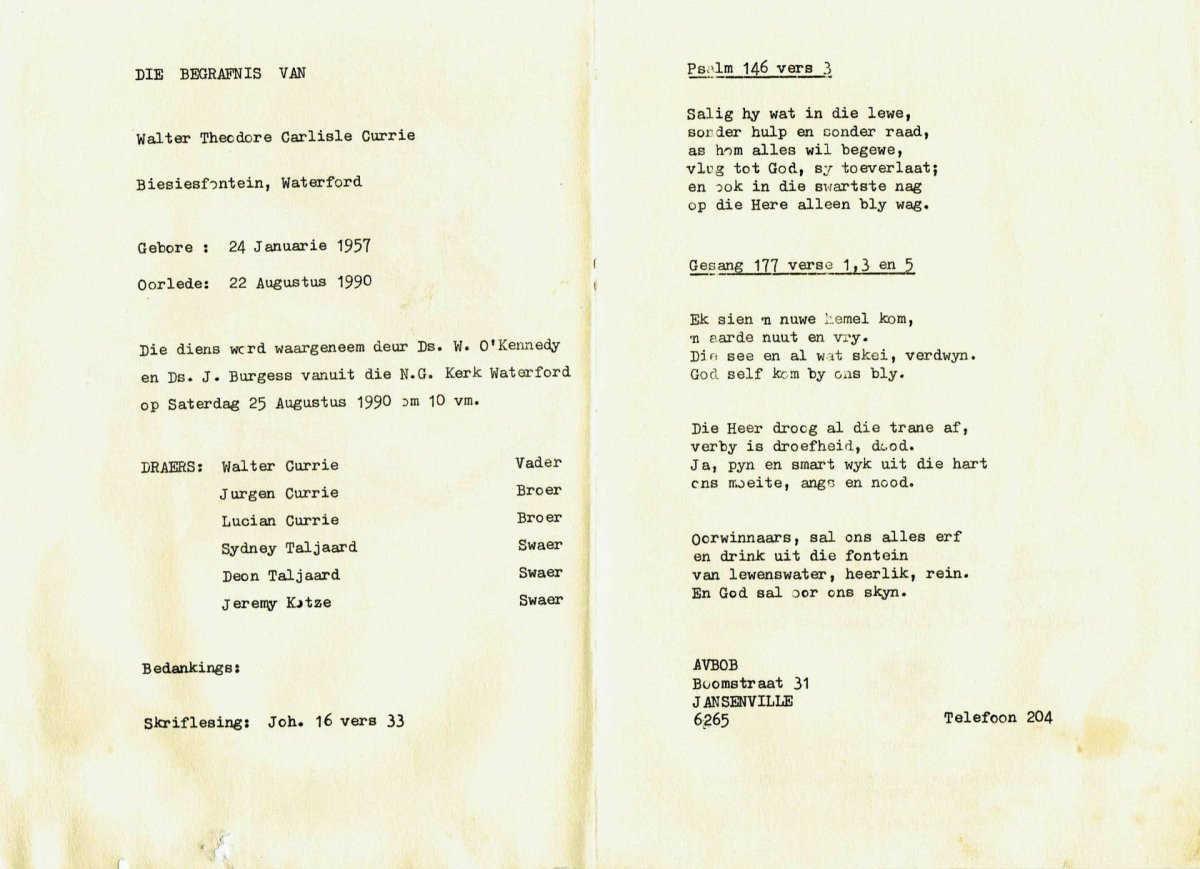 DIE BEGRAFNIS VAN
Walter Theodore Carlisle Currie
Biesiesfontein, Waterford
Gebore : 24 Januarie 1957
Oorlede: 22 Augustus 1990
Die diens word waargeneem deur Ds. W. O'Kennedy
en Ds. J. Burgess vanuit die N.G. Kerk Waterford
op Saterdag 25 Augustus 1990 om 10 vm.
DRAERS: Walter Currie Vader
Jurgen Currie Broer
Lucian Currie Broer
Sydney Taljaard Swaer
Deon Taljaard Swaer
Jeremy Kotze Swaer
Bedankings:
Skriflesing: Joh. 16 vers 33
Psalm 146 vers 3
Salig hy wat in die lewe,
sonder hulp en sonder raad,
as hom alles wil begewe,
vlug tot God, sy toeverlaat;
en ook in die swartste nag
op die Here alleen bly wag.
Gesang 177 verse 1,3 en 5
Ek sien 'n nuwe hemel kom,
'n aarde nuut en vry.
Die see en al wat skei, verdwyn.
God self kom by ons bly.
Die Heer droog al die trane af,
verby is droefheid, dood.
Ja, pyn en smart wyk uit die hart
ons moeite, angs en nood.
Oorwinnaars, sal ons alles erf
en drink uit die fontein
van lewenswater, heerlik, rein.
En God sal oor ons skyn.
AVBOB
Boomstraat 31
JANSENVILLE
6265 Telefoon 204